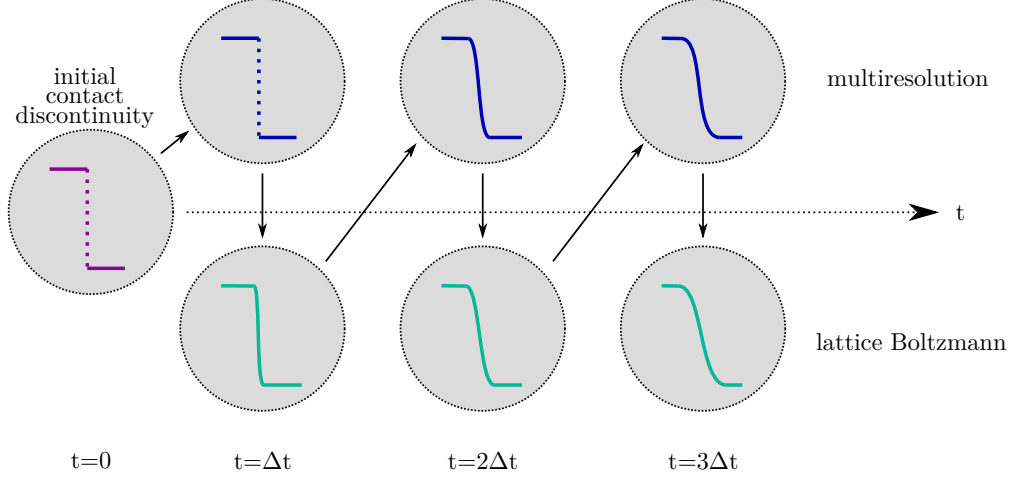 initial
contact
discontinuity
multiresolution
t
lattice Boltzmann
t=0
t=Δt
t=2Δt
t=3Δt